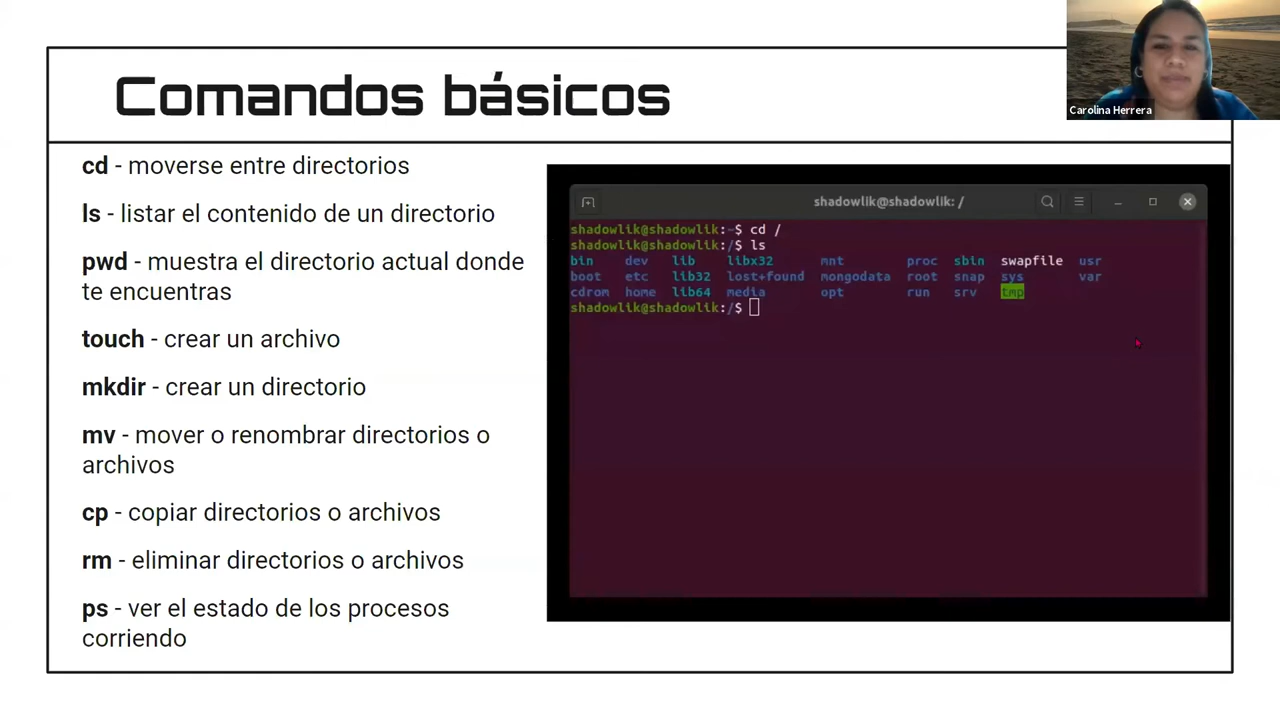 Comandos básicos
Carolina Herrera
cd - moverse entre directorios
ls - listar el contenido de un directorio
pwd - muestra el directorio actual donde
te encuentras
touch - crear un archivo
mkdir - crear un directorio
mv - mover o renombrar directorios o
archivos
cp - copiar directorios o archivos
rm - eliminar directorios o archivos
ps - ver el estado de los procesos
corriendo
shadowlik@shadowlik: /
shadowlik@shadowlik:~$ cd /
shadowlik@shadowlik:/$ ls
bin dev lib libx32 mnt proc sbin swapfile usr
boot etc lib32 lost+found mongodata root snap sys var
cdrom home lib64 media opt run srv tmp
shadowlik@shadowlik:/$